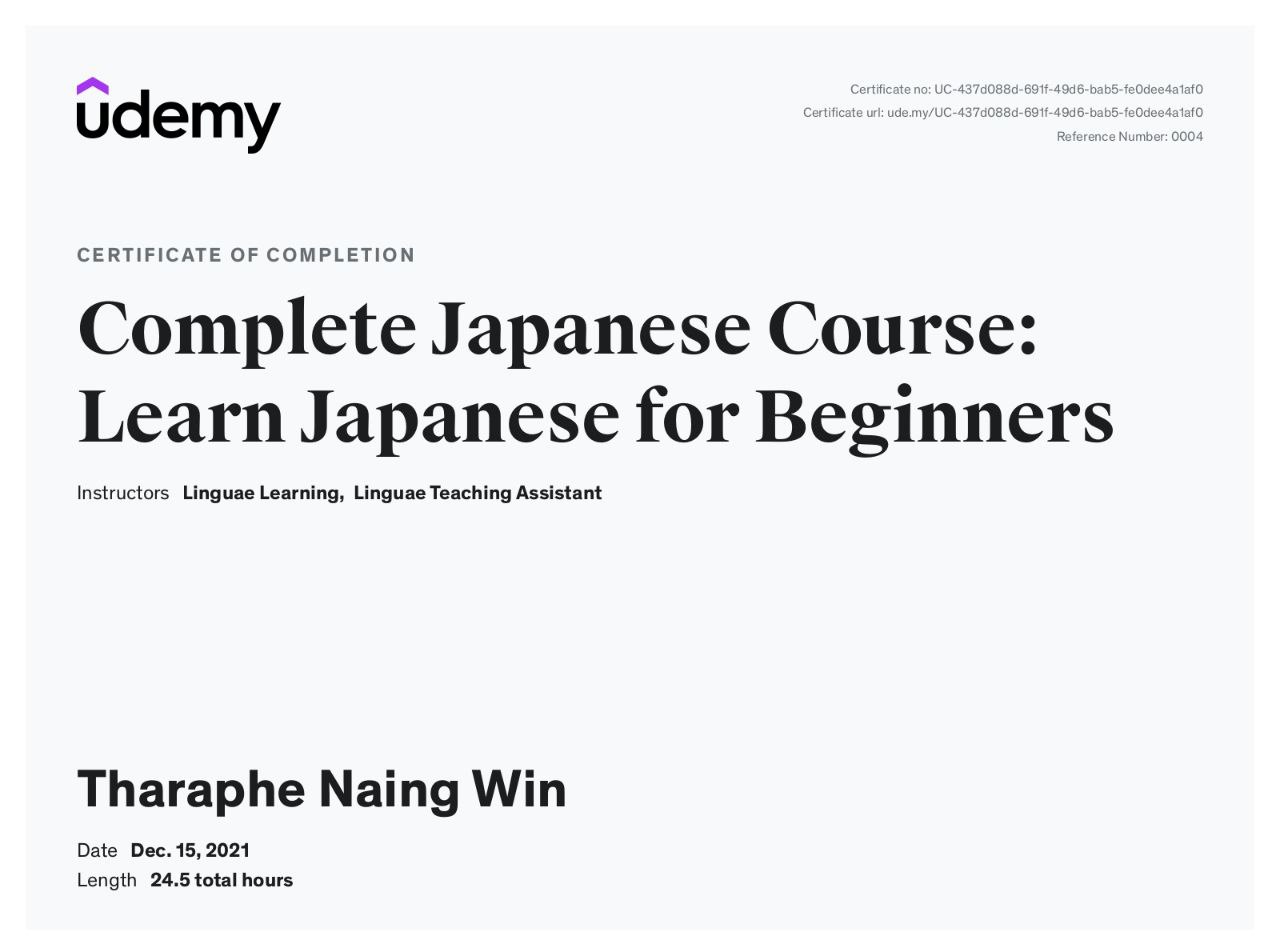 udemy
Certificate no: UC-437d088d-691f-49d6-bab5-fe0dee4a1af0
Certificate url: ude.my/UC-437d088d-691f-49d6-bab5-fe0dee4a1af0
Reference Number: 0004
CERTIFICATE OF COMPLETION
Complete Japanese Course:
Learn Japanese for Beginners
Instructors Linguae Learning, Linguae Teaching Assistant
Tharaphe Naing Win
Date Dec. 15, 2021
Length 24.5 total hours